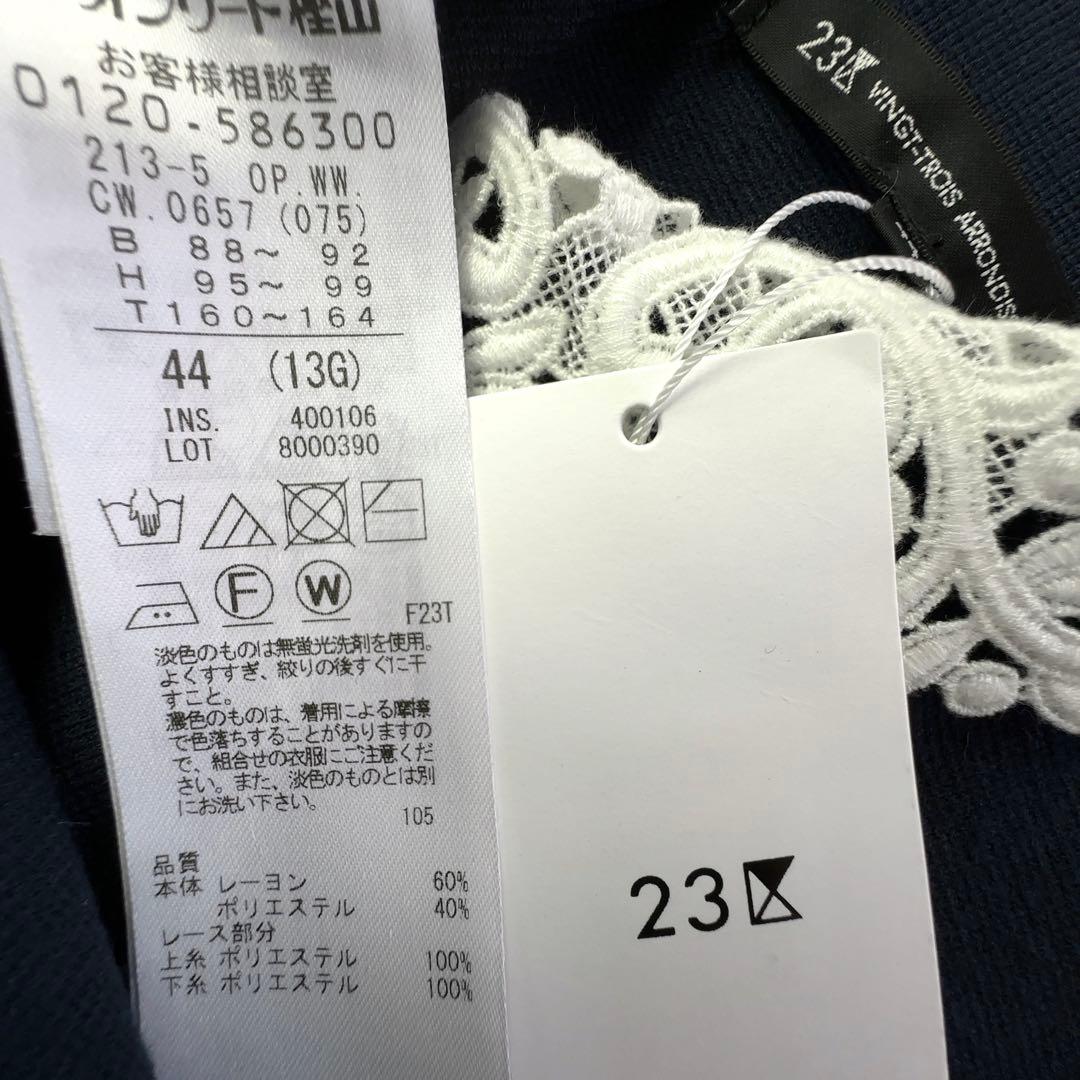 オンワード樫山
お客様相談室
0120-586300
213-5 OP.WW.
CW.0657 (075)
B 88～ 92
H 95～ 99
T 160～164
44 (13G)
INS. 400106
LOT 8000390
F W
F23T
淡色のものは無蛍光洗剤を使用。
よくすすぎ、絞りの後すぐに干
すこと。
濃色のものは、着用による摩擦
で色落ちすることがありますの
で、組合せの衣服にご注意くだ
さい。また、淡色のものとは別
にお洗い下さい。
105
品質
本体 レーヨン 60%
ポリエステル 40%
レース部分
上糸 ポリエステル 100%
下糸 ポリエステル 100%
23区 VINGT-TROIS ARRONDIS
23区